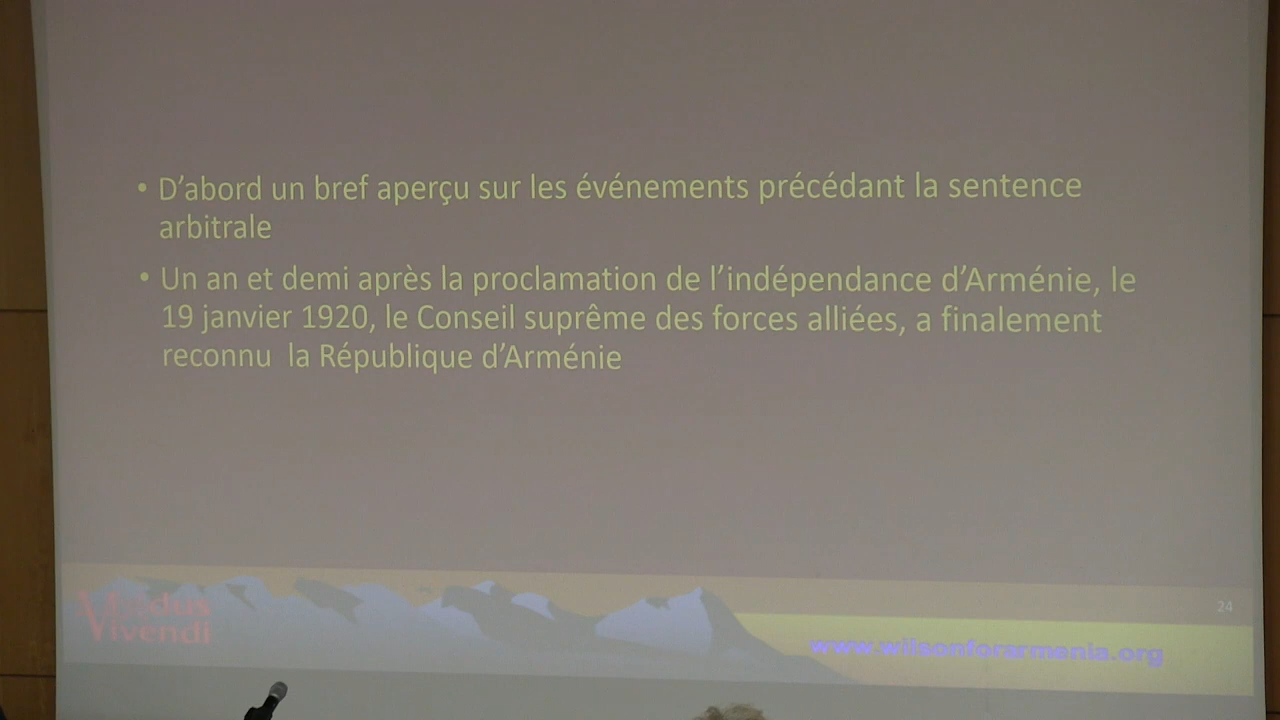 • D'abord un bref aperçu sur les événements précédant la sentence
arbitrale
• Un an et demi après la proclamation de l'indépendance d'Arménie, le
19 janvier 1920, le Conseil suprême des forces alliées, a finalement
reconnu la République d'Arménie
24
Modus
Vivendi
www.wilsonforarmenia.org